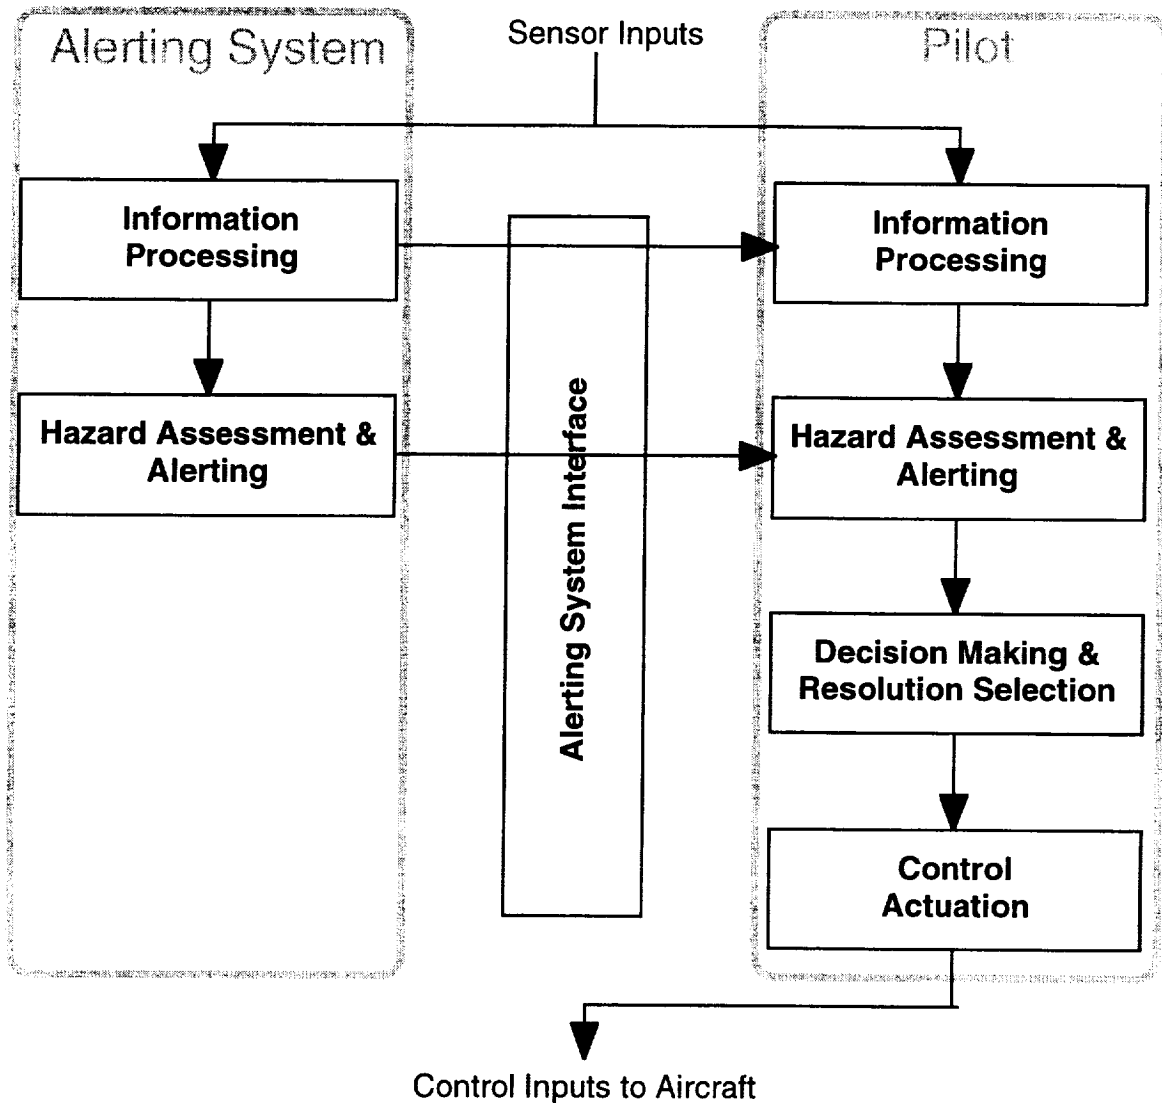 Alerting System
Sensor Inputs
Pilot
Information
Processing
Information
Processing
Hazard Assessment &
Alerting
Hazard Assessment &
Alerting
Alerting System Interface
Decision Making &
Resolution Selection
Control
Actuation
Control Inputs to Aircraft